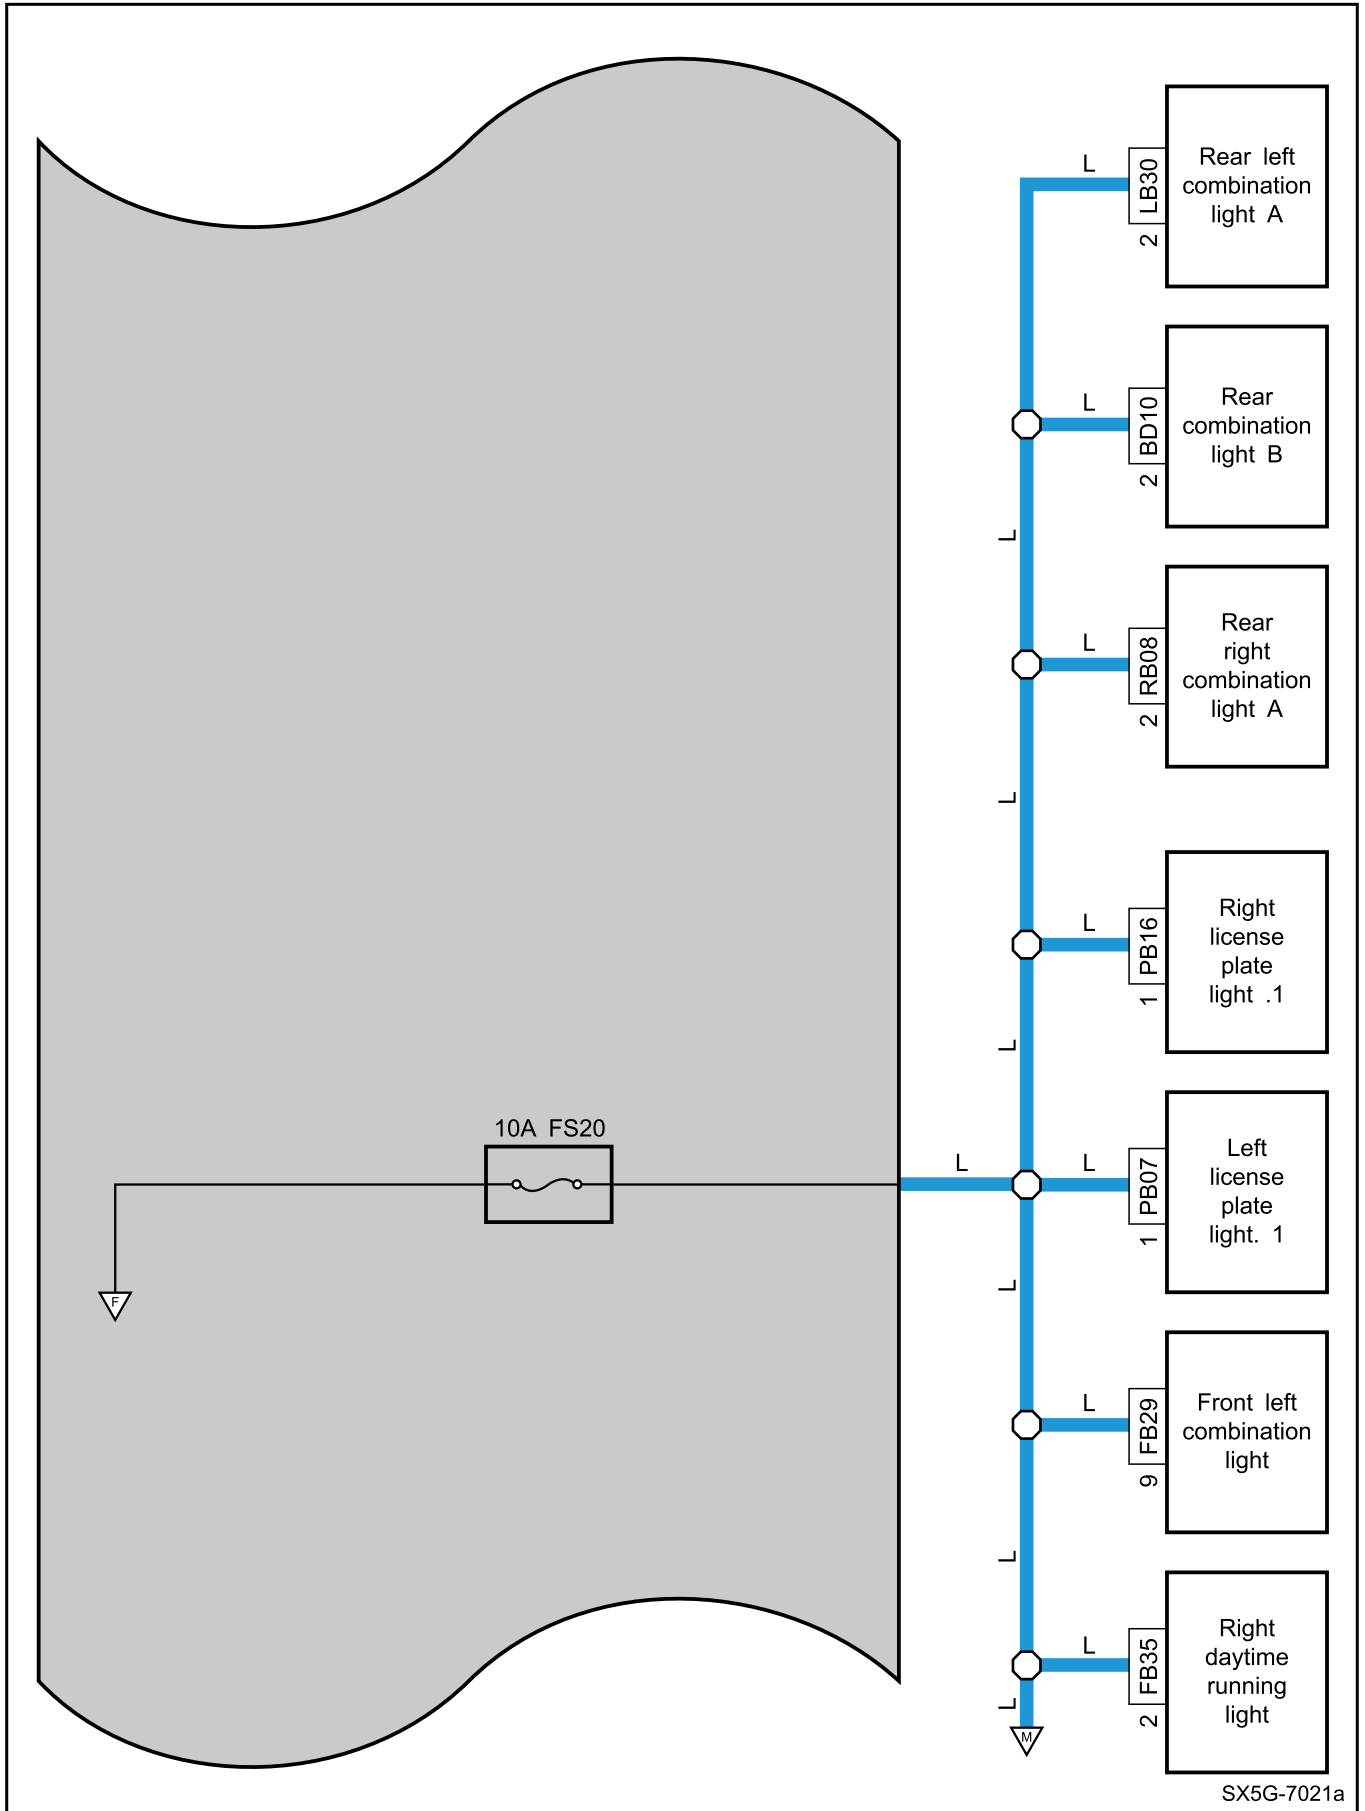 L
LB30
2
Rear left
combination
light A
L
BD10
2
Rear
combination
light B
L
L
RB08
2
Rear
right
combination
light A
L
L
PB16
1
Right
license
plate
light .1
L
10A FS20
L
L
PB07
1
Left
license
plate
light. 1
F
L
L
FB29
9
Front left
combination
light
L
L
FB35
2
Right
daytime
running
light
L
M
SX5G-7021a